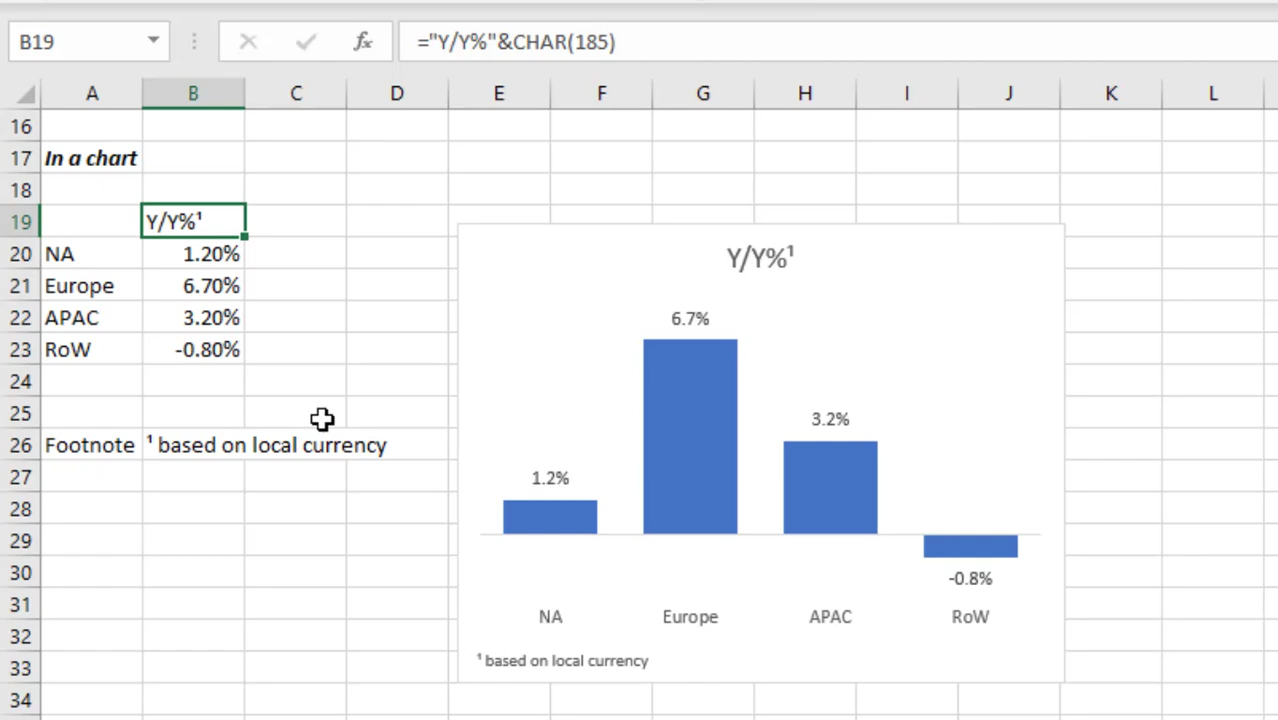 B19 fx ="Y/Y%"&CHAR(185)
A B C D E F G H I J K L
16
17 In a chart
18
19 Y/Y%¹
20 NA 1.20%
21 Europe 6.70%
22 APAC 3.20%
23 RoW -0.80%
24
25
26 Footnote ¹ based on local currency
27
28
29
30
31
32
33
34
Y/Y%¹
6.7%
3.2%
1.2%
-0.8%
NA Europe APAC RoW
¹ based on local currency